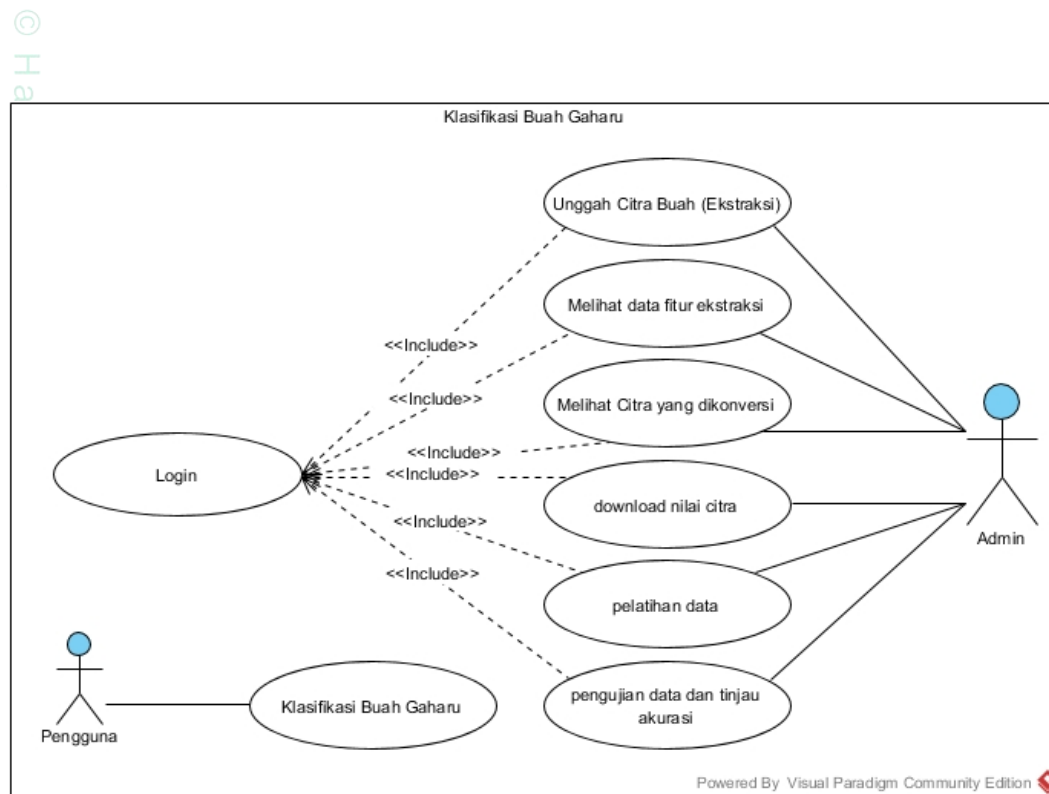 © Ha
Klasifikasi Buah Gaharu
Unggah Citra Buah (Ekstraksi)
Melihat data fitur ekstraksi
<<Include>>
<<Include>>
Melihat Citra yang dikonversi
<<Include>>
<<Include>>
Login
download nilai citra
<<Include>>
Admin
<<Include>>
pelatihan data
Pengguna
Klasifikasi Buah Gaharu
pengujian data dan tinjau
akurasi
Powered By Visual Paradigm Community Edition